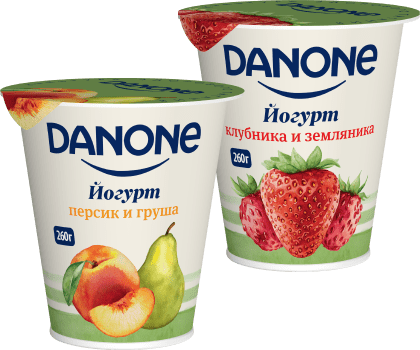 DANONE
Йогурт
персик и груша
260г
DANONE
Йогурт
клубника и земляника
260г